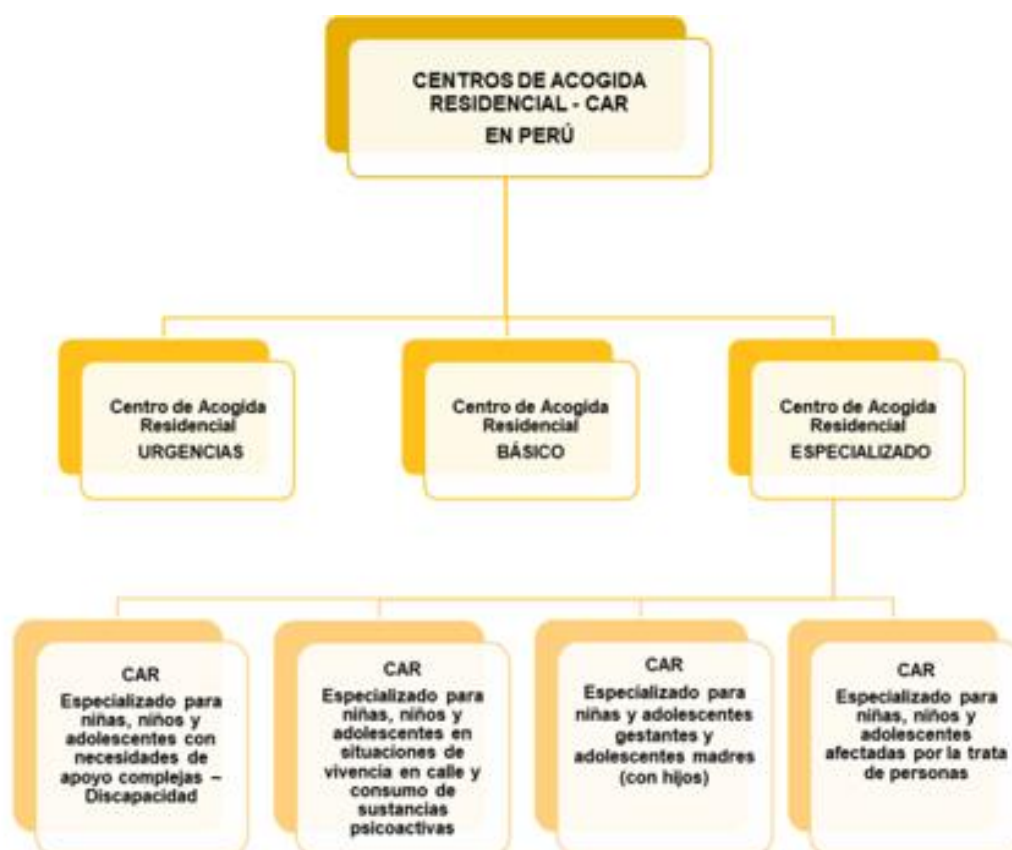 CENTROS DE ACOGIDA
RESIDENCIAL - CAR
EN PERÚ
Centro de Acogida
Residencial
URGENCIAS
Centro de Acogida
Residencial
BÁSICO
Centro de Acogida
Residencial
ESPECIALIZADO
CAR
Especializado para
niñas, niños y
adolescentes con
necesidades de
apoyo complejas –
Discapacidad
CAR
Especializado para
niñas, niños y
adolescentes en
situaciones de
vivencia en calle y
consumo de
sustancias
psicoactivas
CAR
Especializado para
niñas y adolescentes
gestantes y
adolescentes madres
(con hijos)
CAR
Especializado para
niñas, niños y
adolescentes
afectadas por la trata
de personas